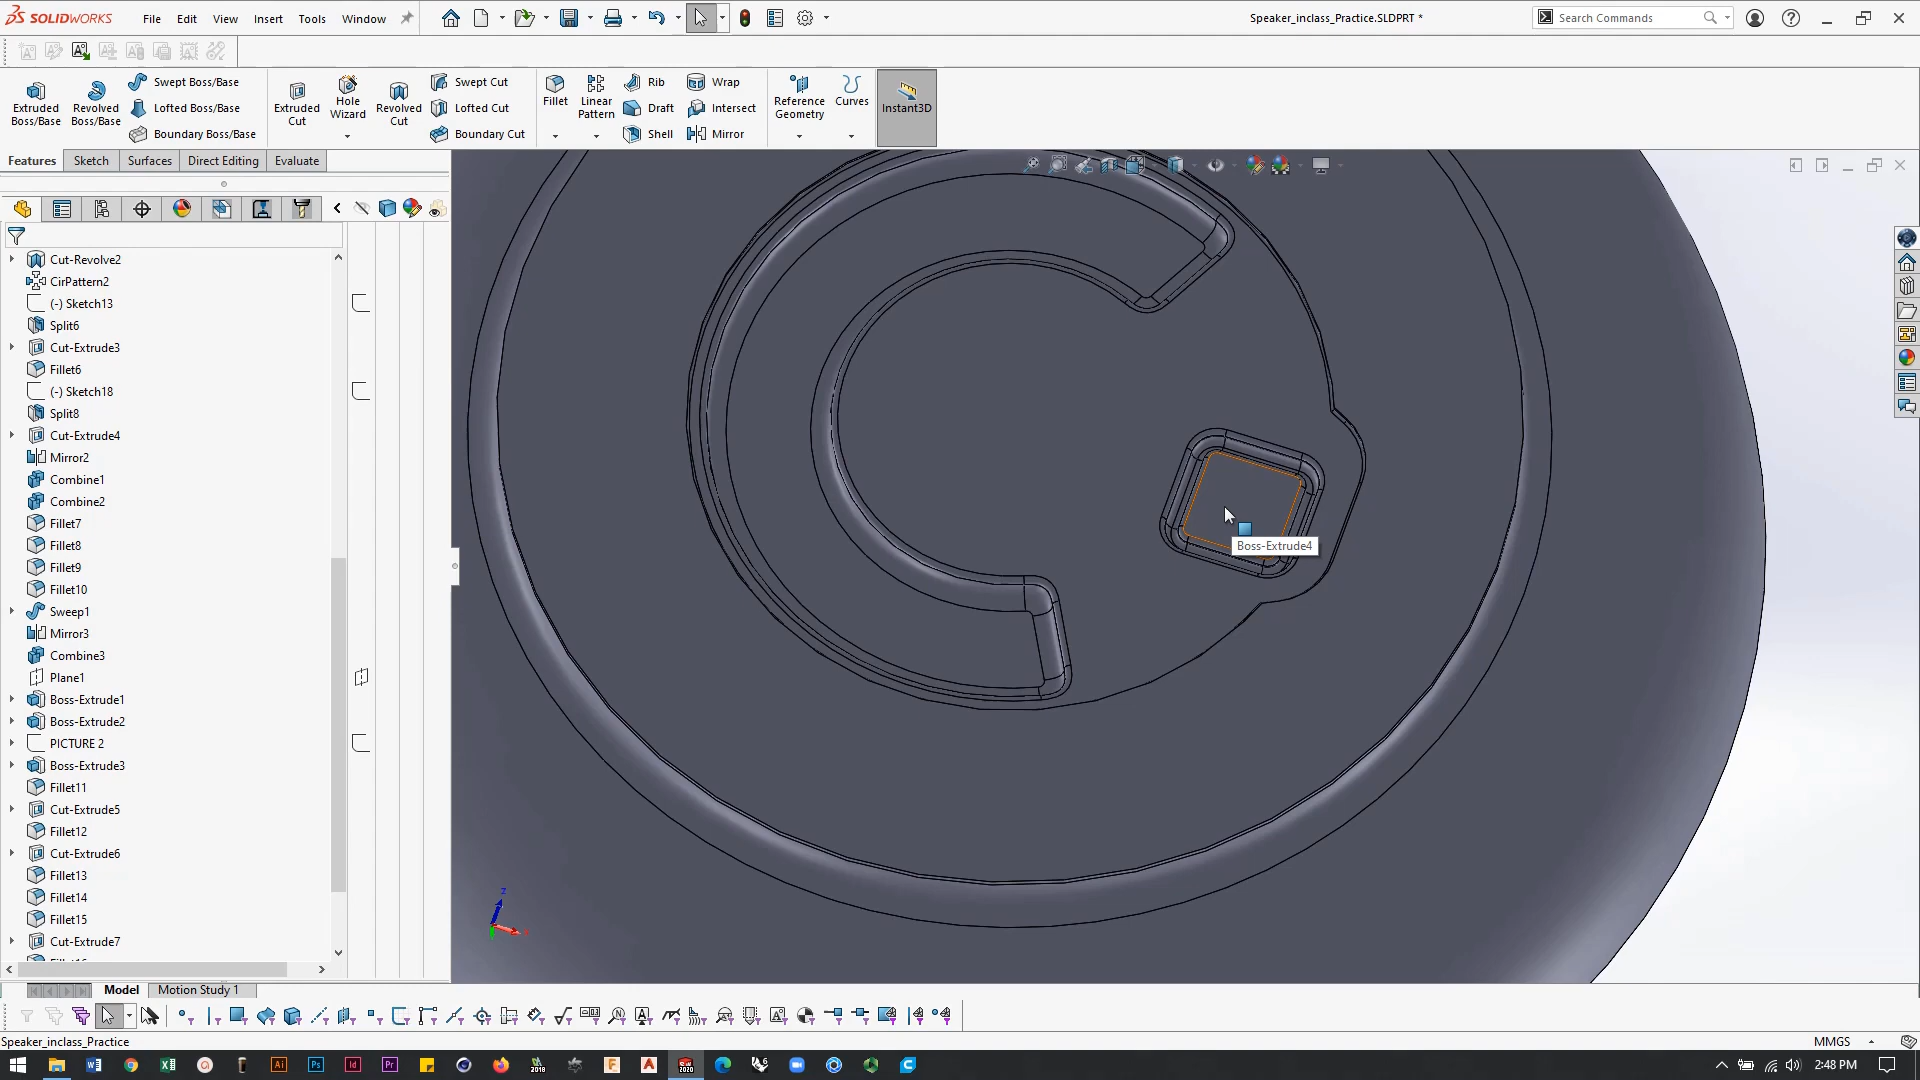 SOLIDWORKS
File Edit View Insert Tools Window
Speaker_inclass_Practice.SLDPRT *
Search Commands
Extruded Boss/Base
Revolved Boss/Base
Swept Boss/Base
Lofted Boss/Base
Boundary Boss/Base
Extruded Cut
Hole Wizard
Revolved Cut
Swept Cut
Lofted Cut
Boundary Cut
Fillet
Linear Pattern
Rib
Draft
Shell
Wrap
Intersect
Mirror
Reference Geometry
Curves
Instant3D
Features Sketch Surfaces Direct Editing Evaluate
Cut-Revolve2
CirPattern2
(-) Sketch13
Split6
Cut-Extrude3
Fillet6
(-) Sketch18
Split8
Cut-Extrude4
Mirror2
Combine1
Combine2
Fillet7
Fillet8
Fillet9
Fillet10
Sweep1
Mirror3
Combine3
Plane1
Boss-Extrude1
Boss-Extrude2
PICTURE 2
Boss-Extrude3
Fillet11
Cut-Extrude5
Fillet12
Cut-Extrude6
Fillet13
Fillet14
Fillet15
Cut-Extrude7
Boss-Extrude4
Model Motion Study 1
Speaker_inclass_Practice
MMGS
2:48 PM